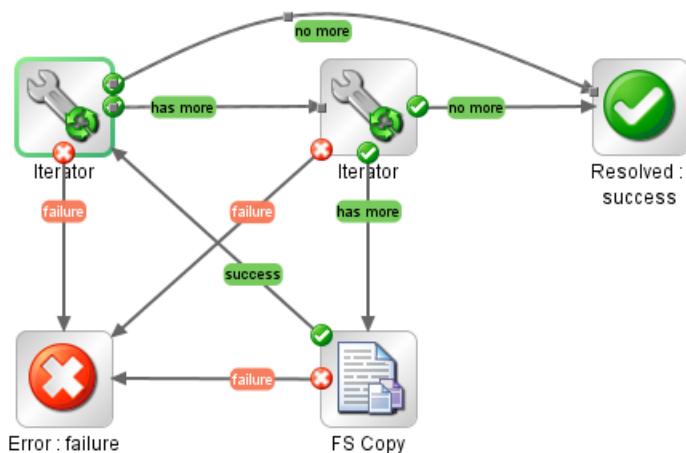 no more
has more
no more
Iterator
Iterator
Resolved :
success
failure
failure
has more
success
failure
Error : failure
FS Copy